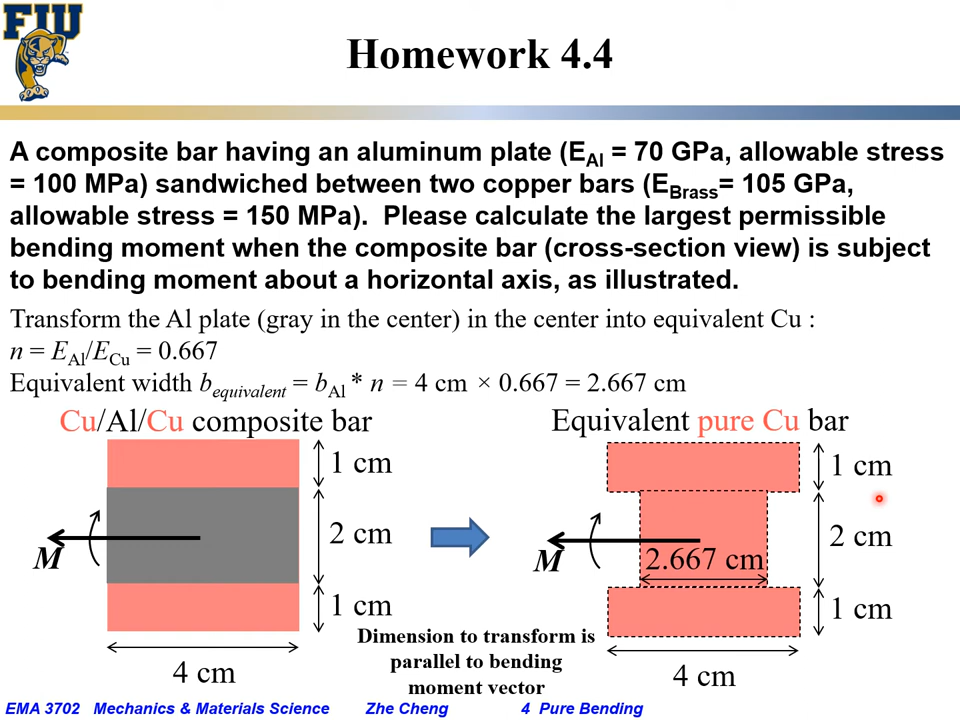 FIU
Homework 4.4
A composite bar having an aluminum plate (E_Al = 70 GPa, allowable stress
= 100 MPa) sandwiched between two copper bars (E_Brass= 105 GPa,
allowable stress = 150 MPa). Please calculate the largest permissible
bending moment when the composite bar (cross-section view) is subject
to bending moment about a horizontal axis, as illustrated.
Transform the Al plate (gray in the center) in the center into equivalent Cu :
n = E_Al/E_Cu = 0.667
Equivalent width b_equivalent = b_Al * n = 4 cm × 0.667 = 2.667 cm
Cu/Al/Cu composite bar
1 cm
2 cm
M
1 cm
4 cm
Equivalent pure Cu bar
1 cm
2 cm
M
2.667 cm
1 cm
4 cm
Dimension to transform is
parallel to bending
moment vector
EMA 3702 Mechanics & Materials Science Zhe Cheng 4 Pure Bending